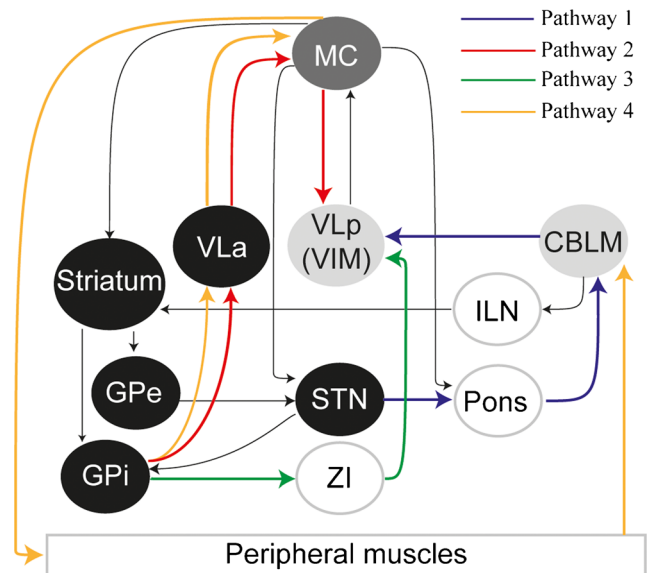 Pathway 1
Pathway 2
Pathway 3
Pathway 4
MC
VLa
VLp
(VIM)
CBLM
Striatum
ILN
GPe
STN
Pons
GPi
ZI
Peripheral muscles